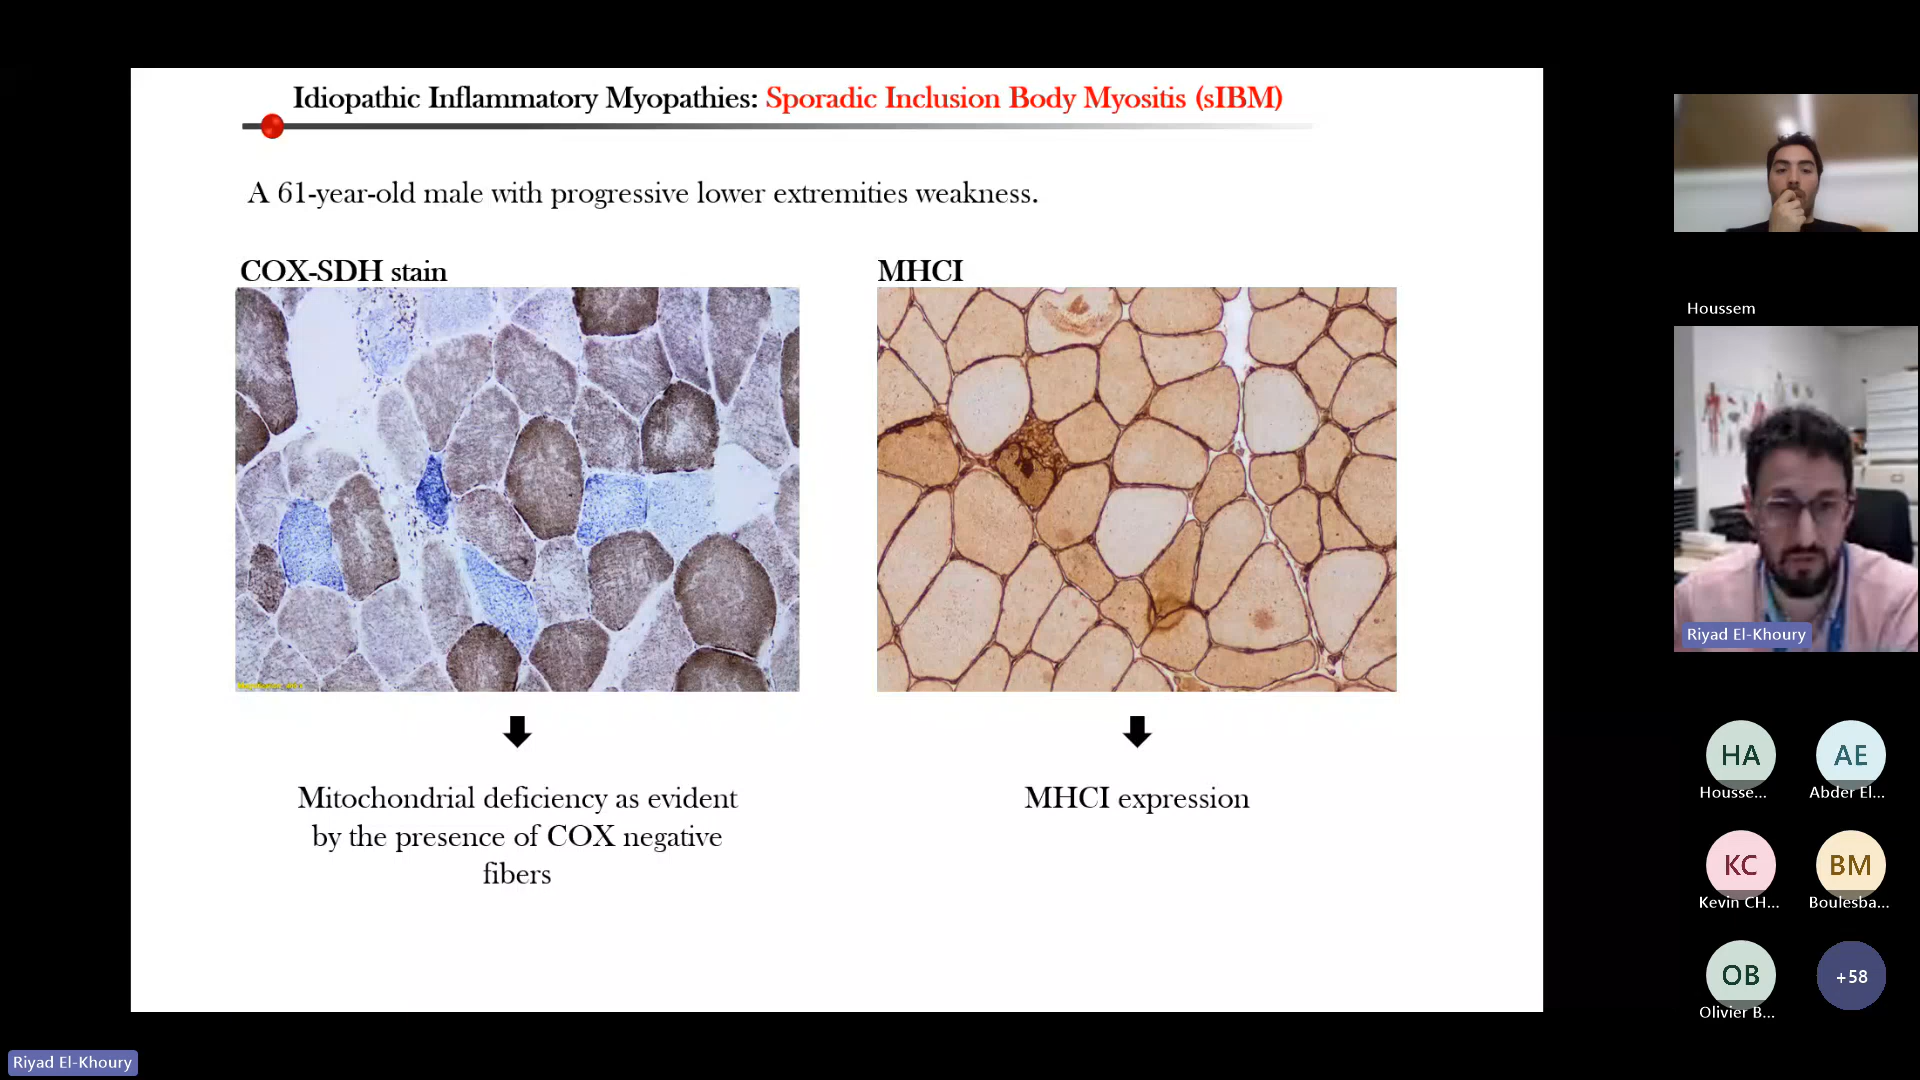 Idiopathic Inflammatory Myopathies: Sporadic Inclusion Body Myositis (sIBM)
A 61-year-old male with progressive lower extremities weakness.
COX-SDH stain
MHCI
Mitochondrial deficiency as evident
by the presence of COX negative
fibers
MHCI expression
Houssem
Riyad El-Khoury
HA
Housse...
AE
Abder El...
KC
Kevin CH...
BM
Boulesba...
OB
Olivier B...
+58
Riyad El-Khoury